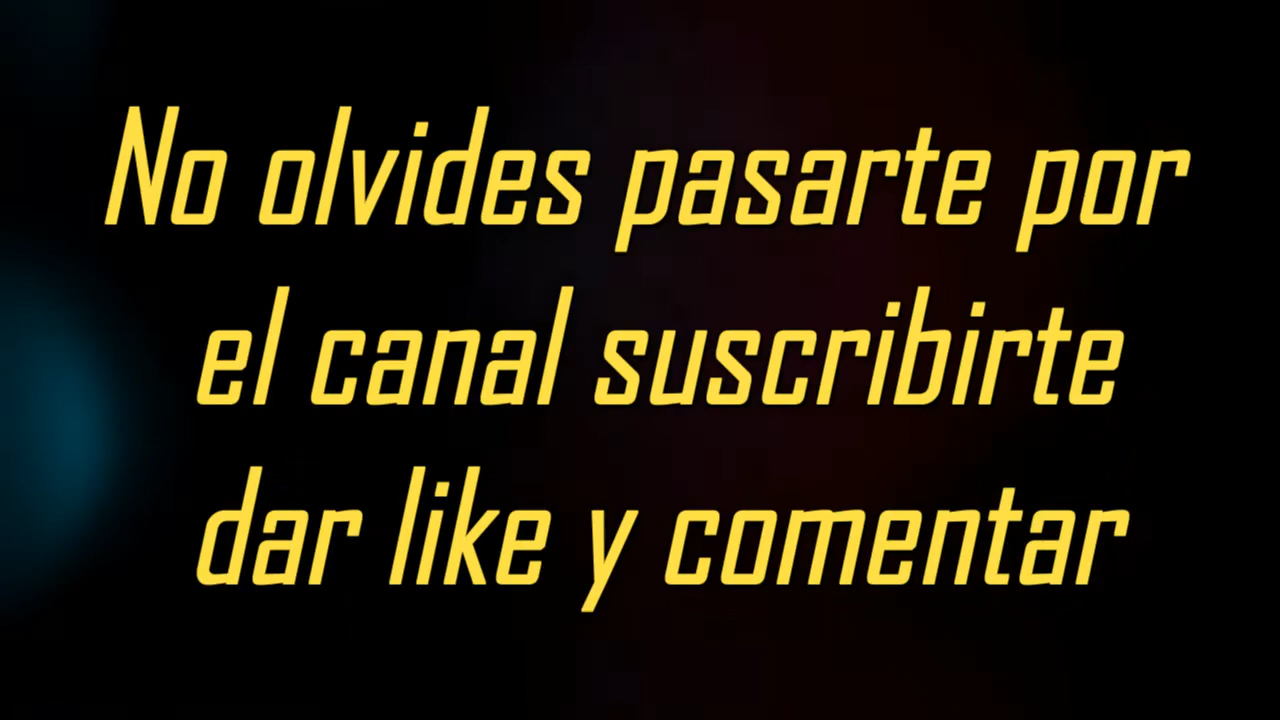 No olvides pasarte por
el canal suscribirte
dar like y comentar